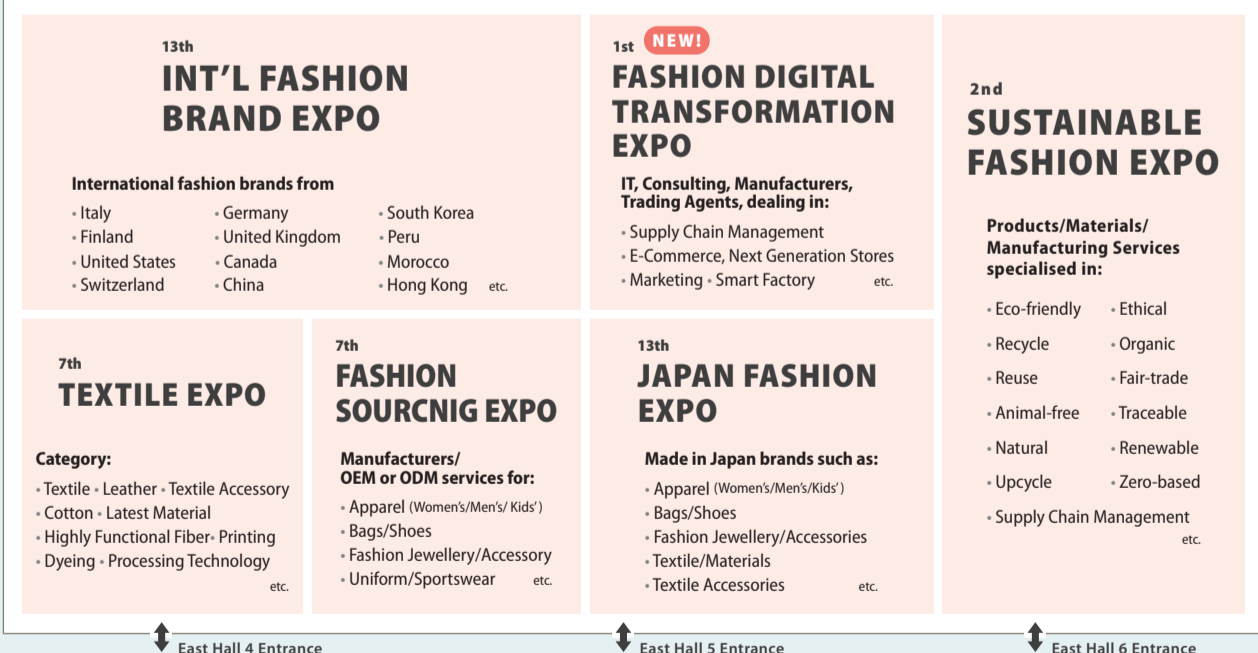 13th
INT'L FASHION
BRAND EXPO
International fashion brands from
• Italy
• Finland
• United States
• Switzerland
• Germany
• United Kingdom
• Canada
• China
• South Korea
• Peru
• Morocco
• Hong Kong etc.
1st NEW!
FASHION DIGITAL
TRANSFORMATION
EXPO
IT, Consulting, Manufacturers,
Trading Agents, dealing in:
• Supply Chain Management
• E-Commerce, Next Generation Stores
• Marketing • Smart Factory etc.
2nd
SUSTAINABLE
FASHION EXPO
Products/Materials/
Manufacturing Services
specialised in:
• Eco-friendly
• Recycle
• Reuse
• Animal-free
• Natural
• Upcycle
• Ethical
• Organic
• Fair-trade
• Traceable
• Renewable
• Zero-based
• Supply Chain Management
etc.
7th
TEXTILE EXPO
Category:
• Textile • Leather • Textile Accessory
• Cotton • Latest Material
• Highly Functional Fiber• Printing
• Dyeing • Processing Technology
etc.
7th
FASHION
SOURCNIG EXPO
Manufacturers/
OEM or ODM services for:
• Apparel (Women's/Men's/ Kids')
• Bags/Shoes
• Fashion Jewellery/Accessory
• Uniform/Sportswear etc.
13th
JAPAN FASHION
EXPO
Made in Japan brands such as:
• Apparel (Women's/Men's/Kids')
• Bags/Shoes
• Fashion Jewellery/Accessories
• Textile/Materials
• Textile Accessories etc.
East Hall 4 Entrance
East Hall 5 Entrance
East Hall 6 Entrance